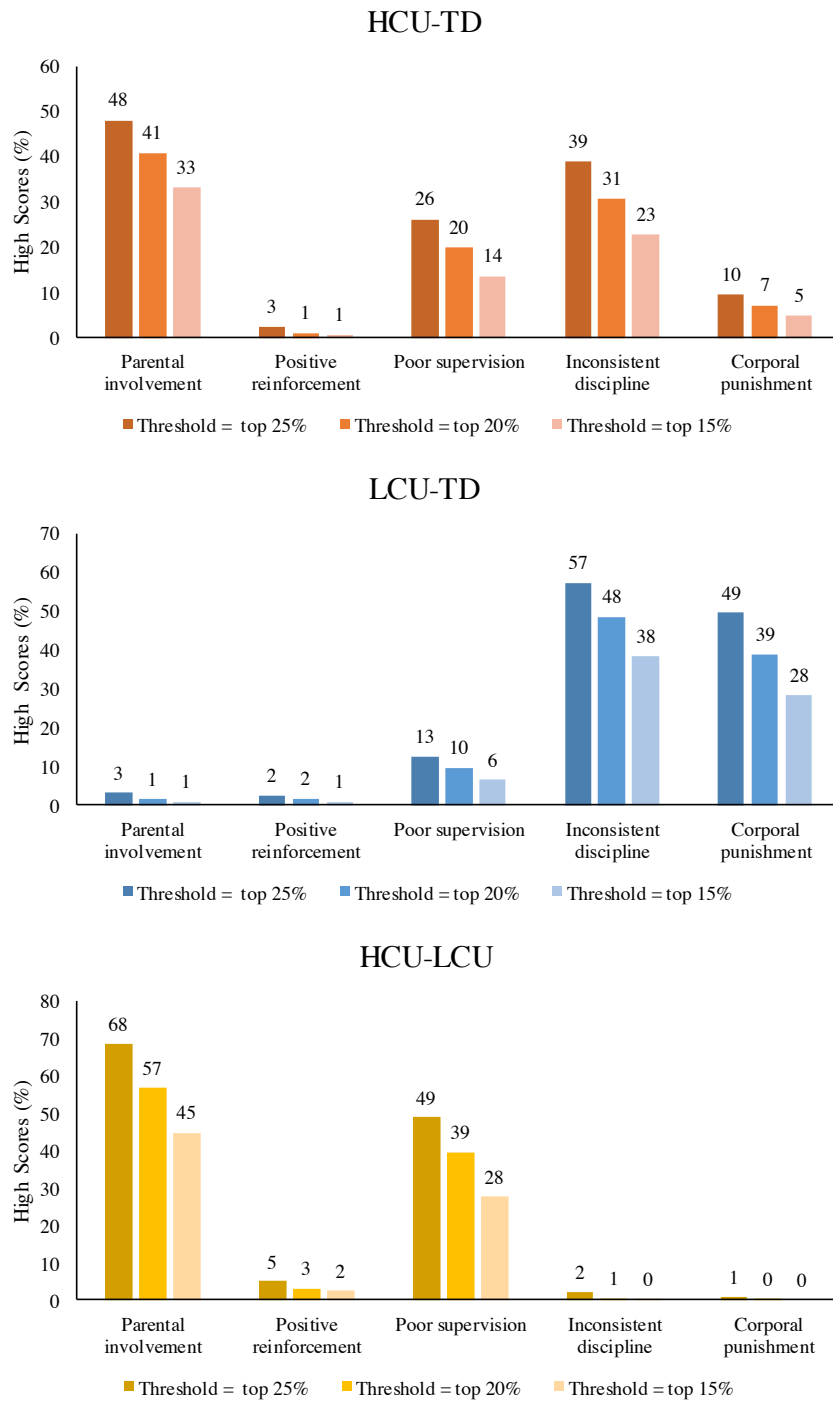 HCU-TD
High Scores (%)
60
50
40
30
20
10
0
48 41 33
3 1 1
26 20 14
39 31 23
10 7 5
Parental involvement
Positive reinforcement
Poor supervision
Inconsistent discipline
Corporal punishment
Threshold = top 25% Threshold = top 20% Threshold = top 15%
LCU-TD
High Scores (%)
70
60
50
40
30
20
10
0
3 1 1
2 2 1
13 10 6
57 48 38
49 39 28
Parental involvement
Positive reinforcement
Poor supervision
Inconsistent discipline
Corporal punishment
Threshold = top 25% Threshold = top 20% Threshold = top 15%
HCU-LCU
High Scores (%)
80
70
60
50
40
30
20
10
0
68 57 45
5 3 2
49 39 28
2 1 0
1 0 0
Parental involvement
Positive reinforcement
Poor supervision
Inconsistent discipline
Corporal punishment
Threshold = top 25% Threshold = top 20% Threshold = top 15%